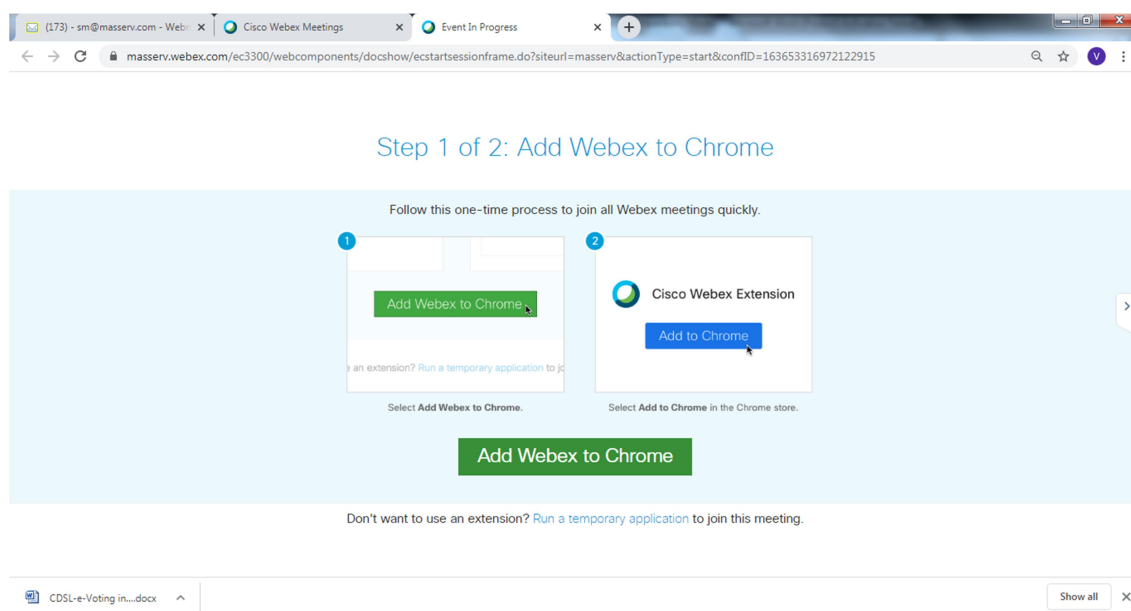 (173) - sm@masserv.com - Webm
Cisco Webex Meetings
Event In Progress
masserv.webex.com/ec3300/webcomponents/docshow/ecstartsessionframe.do?siteurl=masserv&actionType=start&confID=163653316972122915
V
Step 1 of 2: Add Webex to Chrome
Follow this one-time process to join all Webex meetings quickly.
1
Add Webex to Chrome
an extension? Run a temporary application to jo
Select Add Webex to Chrome.
2
Cisco Webex Extension
Add to Chrome
Select Add to Chrome in the Chrome store.
Add Webex to Chrome
Don't want to use an extension? Run a temporary application to join this meeting.
CDSL-e-Voting in....docx
Show all